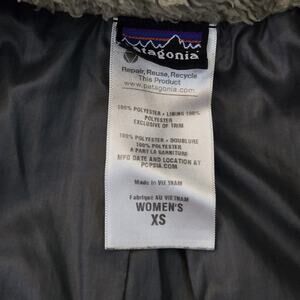 patagonia
Repair, Reuse, Recycle
This Product
www.patagonia.com
100% POLYESTER • LINING 100%
POLYESTER
EXCLUSIVE OF TRIM
100% POLYESTER • DOUBLURE
100% POLYESTER
A PART LA GARNITURE
MFG DATE AND LOCATION AT
POPSIA.COM
Made in VIETNAM
Fabriqué AU VIETNAM
WOMEN'S
XS